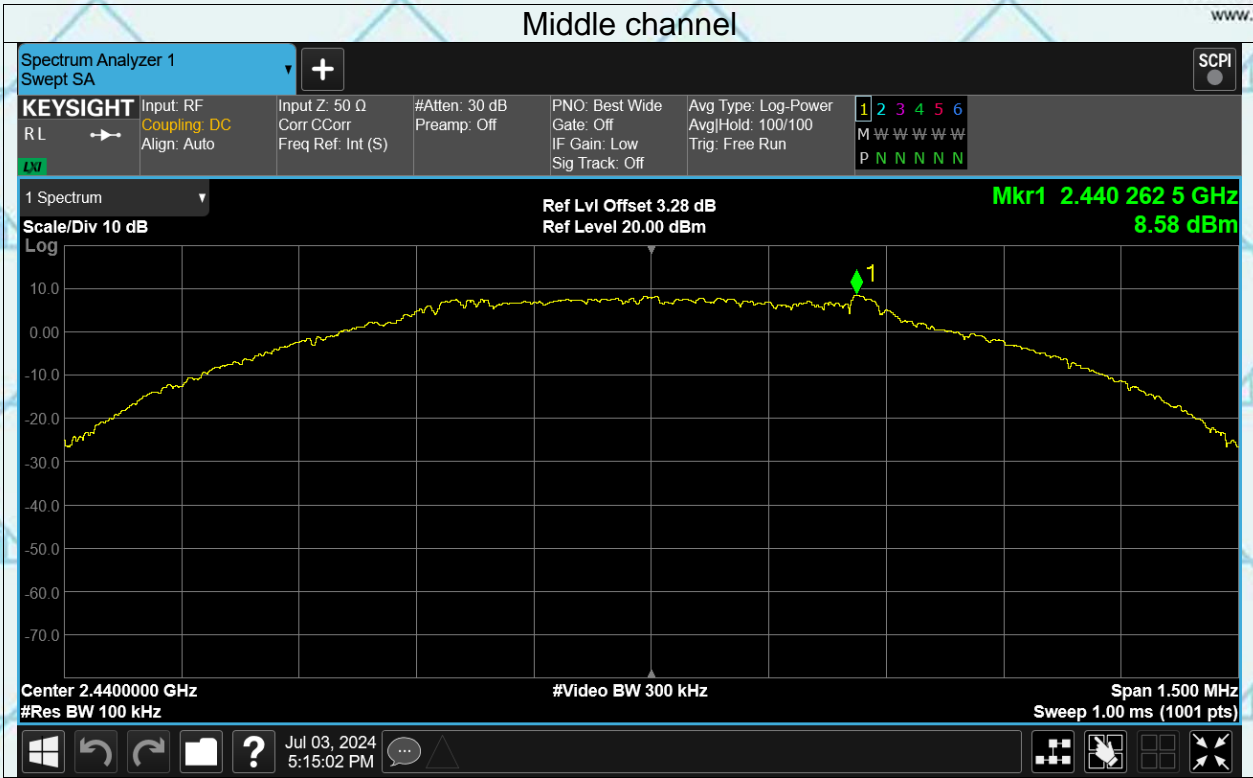 Middle channel
www.
Spectrum Analyzer 1
Swept SA
SCPI
KEYSIGHT
RL
LXI
Input: RF
Coupling: DC
Align: Auto
Input Z: 50 Ω
Corr CCorr
Freq Ref: Int (S)
#Atten: 30 dB
Preamp: Off
PNO: Best Wide
Gate: Off
IF Gain: Low
Sig Track: Off
Avg Type: Log-Power
Avg|Hold: 100/100
Trig: Free Run
1 2 3 4 5 6
M W W W W W
P N N N N N
1 Spectrum
Scale/Div 10 dB
Ref Lvl Offset 3.28 dB
Ref Level 20.00 dBm
Mkr1 2.440 262 5 GHz
8.58 dBm
Log
1
10.0
0.00
-10.0
-20.0
-30.0
-40.0
-50.0
-60.0
-70.0
Center 2.4400000 GHz
#Res BW 100 kHz
#Video BW 300 kHz
Span 1.500 MHz
Sweep 1.00 ms (1001 pts)
?
Jul 03, 2024
5:15:02 PM